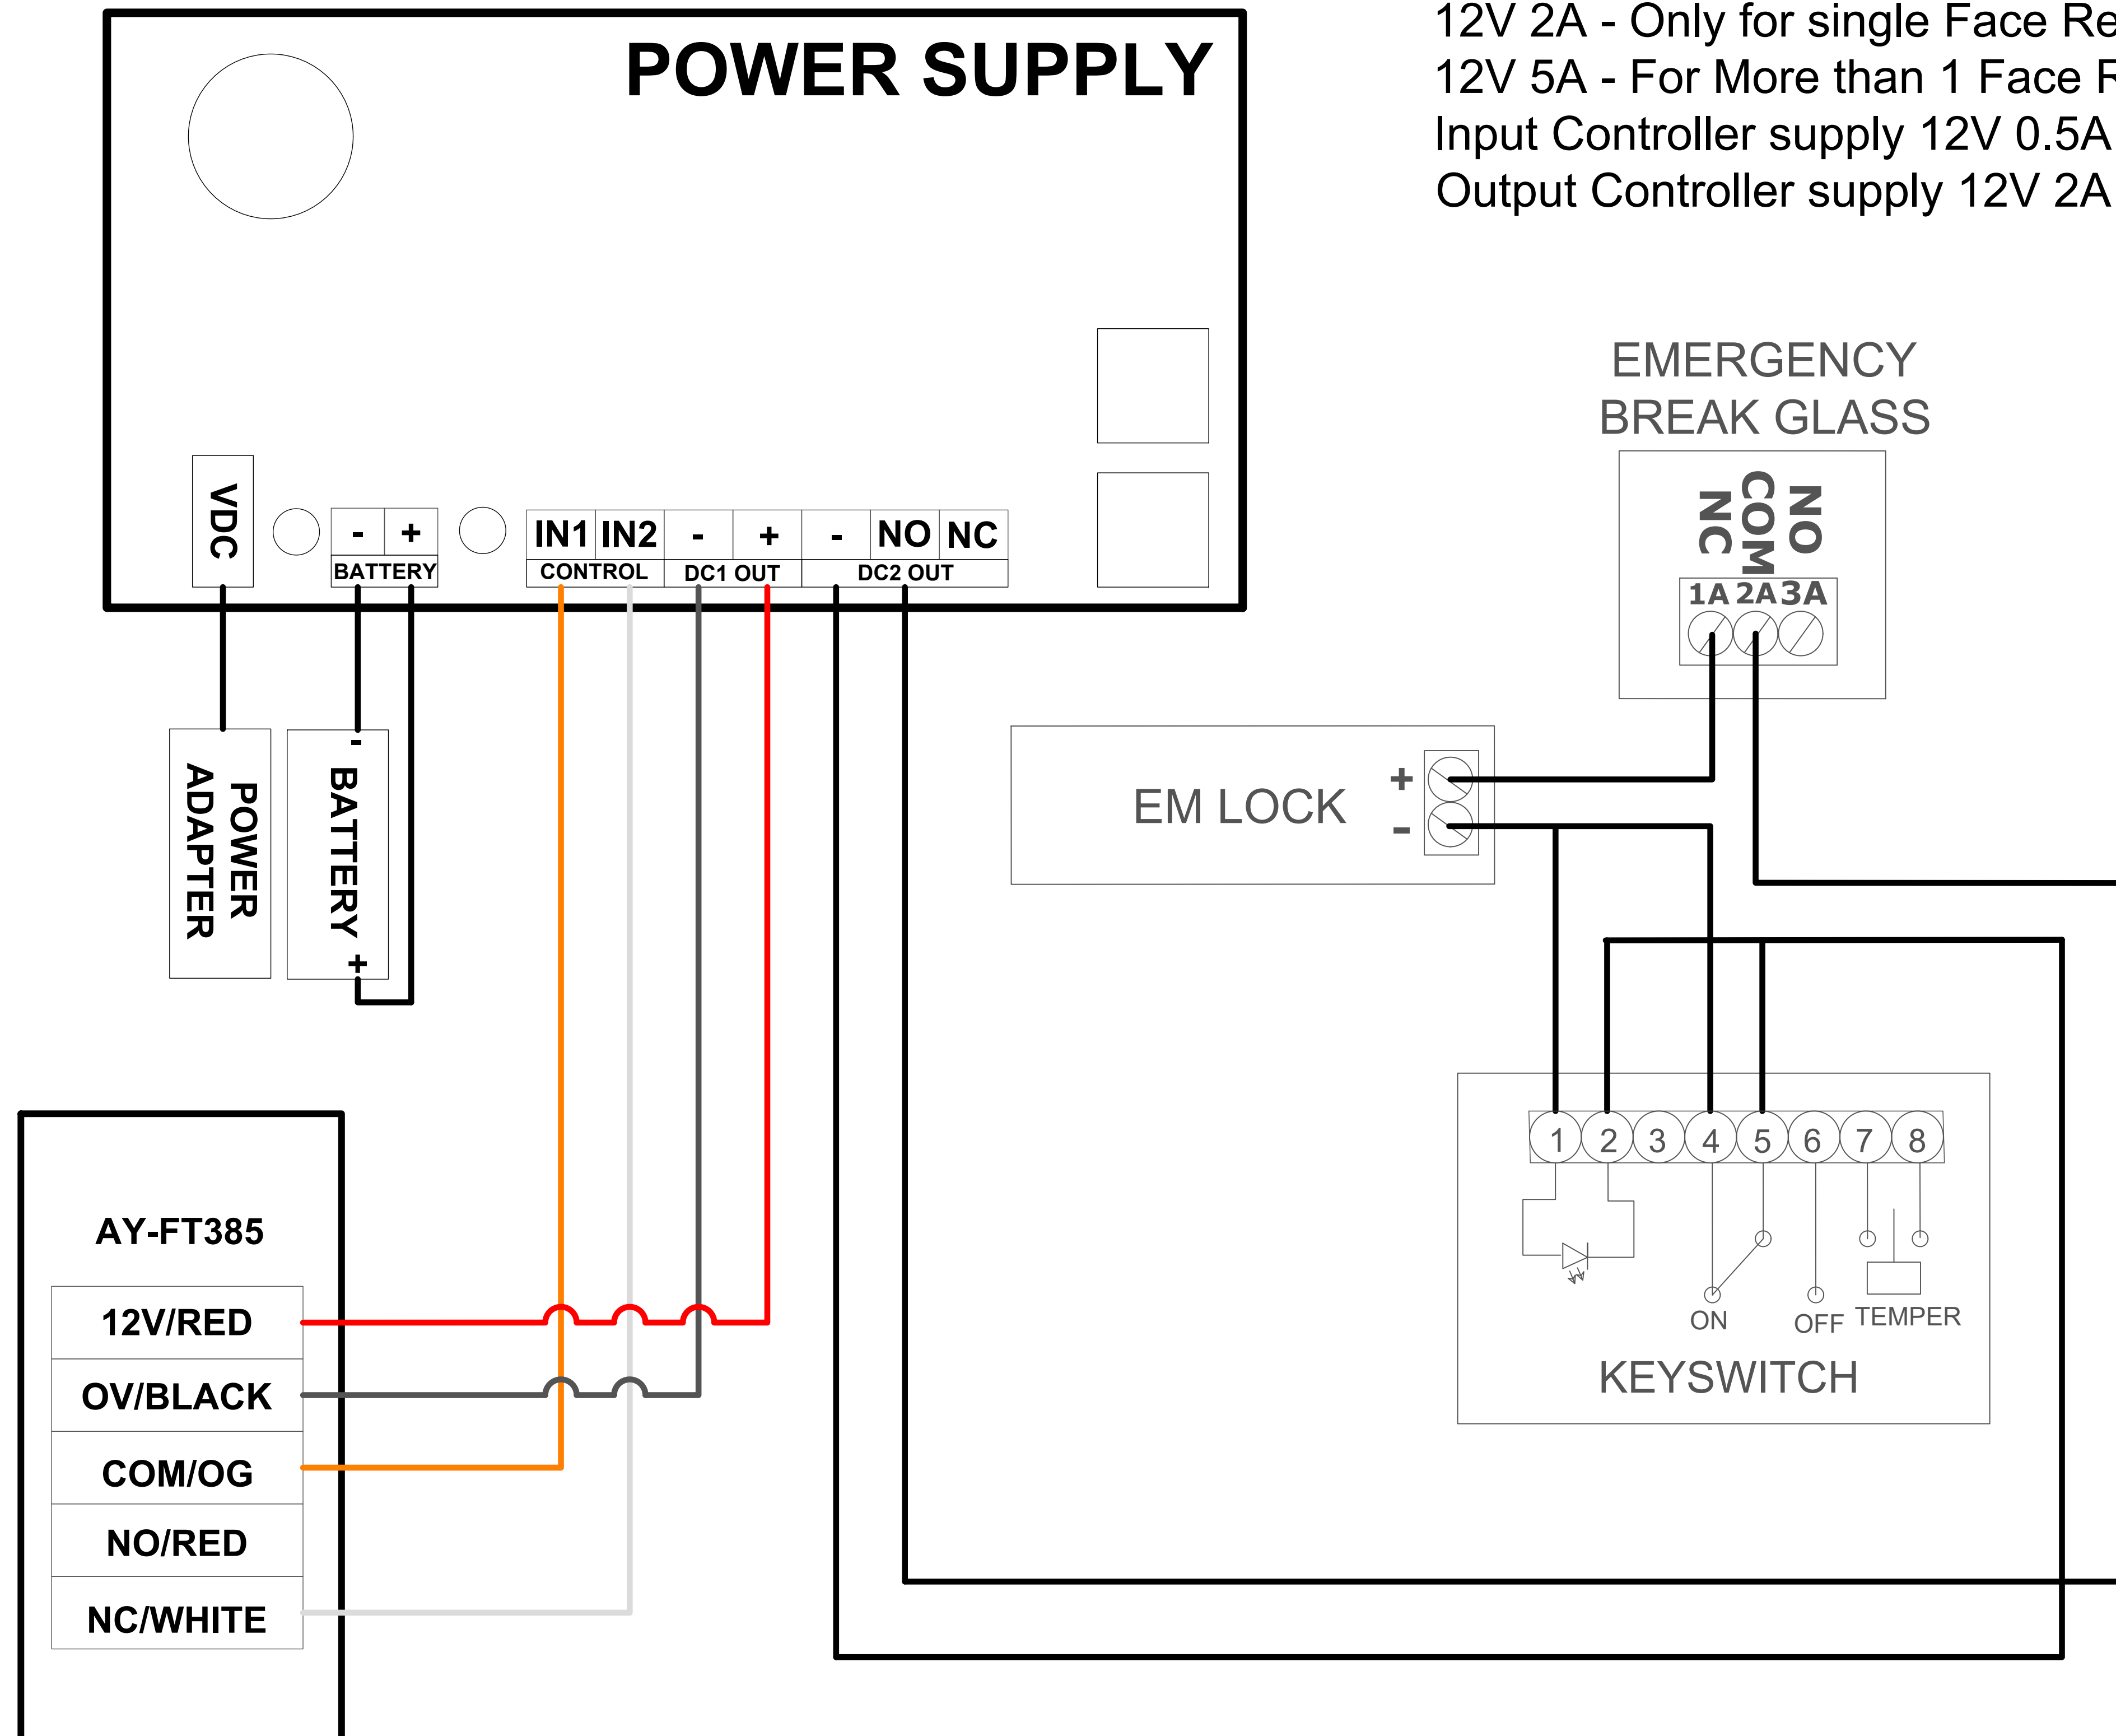 POWER SUPPLY
12V 2A - Only for single Face Re
12V 5A - For More than 1 Face R
Input Controller supply 12V 0.5A
Output Controller supply 12V 2A
EMERGENCY
BREAK GLASS
NC COM NO
1A 2A 3A
VDC
- +
BATTERY
IN1 IN2 - + - NO NC
CONTROL DC1 OUT DC2 OUT
POWER
ADAPTER
- BATTERY +
EM LOCK
+
-
1 2 3 4 5 6 7 8
ON OFF TEMPER
KEYSWITCH
AY-FT385
12V/RED
OV/BLACK
COM/OG
NO/RED
NC/WHITE